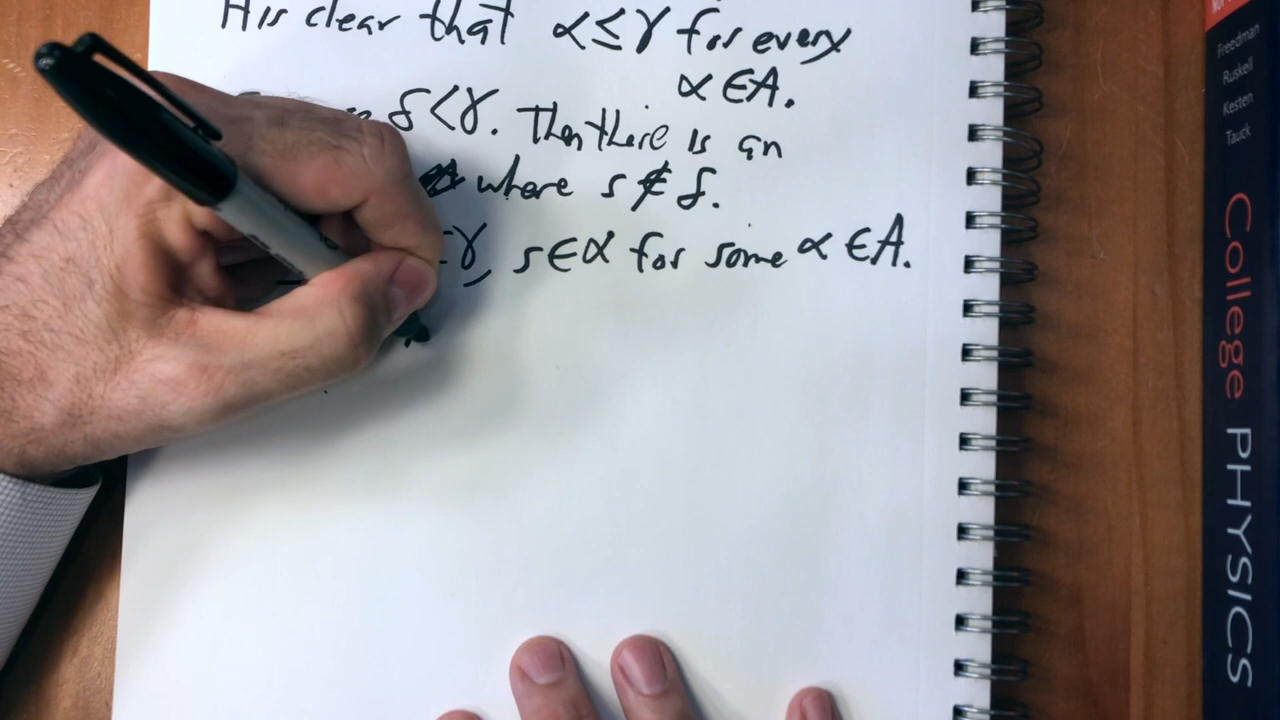 It is clear that α≤γ for every
α∈A.
δ<γ. Then there is an
where s∉δ.
γ, s∈α for some α∈A.
Freedman
Ruskell
Kesten
Tauck
College PHYSICS